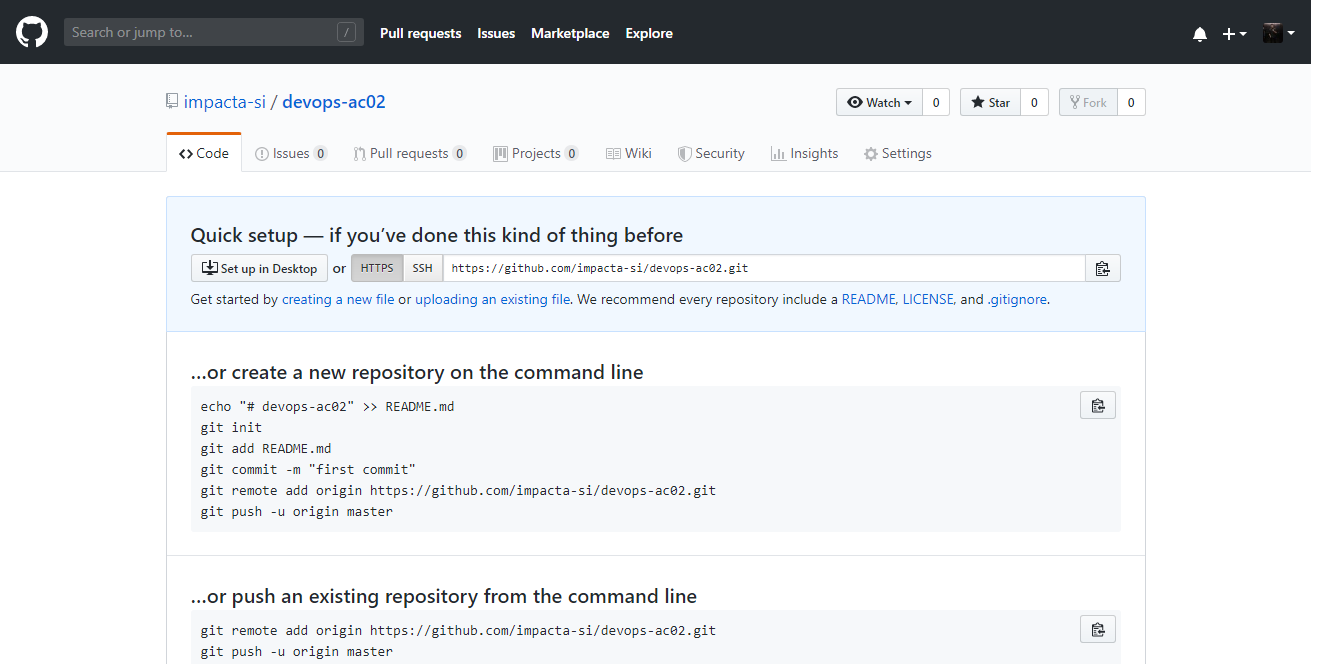 Search or jump to... / Pull requests Issues Marketplace Explore
impacta-si / devops-ac02 Watch 0 Star 0 Fork 0
Code Issues 0 Pull requests 0 Projects 0 Wiki Security Insights Settings
Quick setup — if you’ve done this kind of thing before
Set up in Desktop or HTTPS SSH https://github.com/impacta-si/devops-ac02.git
Get started by creating a new file or uploading an existing file. We recommend every repository include a README, LICENSE, and .gitignore.
…or create a new repository on the command line
echo "# devops-ac02" >> README.md
git init
git add README.md
git commit -m "first commit"
git remote add origin https://github.com/impacta-si/devops-ac02.git
git push -u origin master
…or push an existing repository from the command line
git remote add origin https://github.com/impacta-si/devops-ac02.git
git push -u origin master